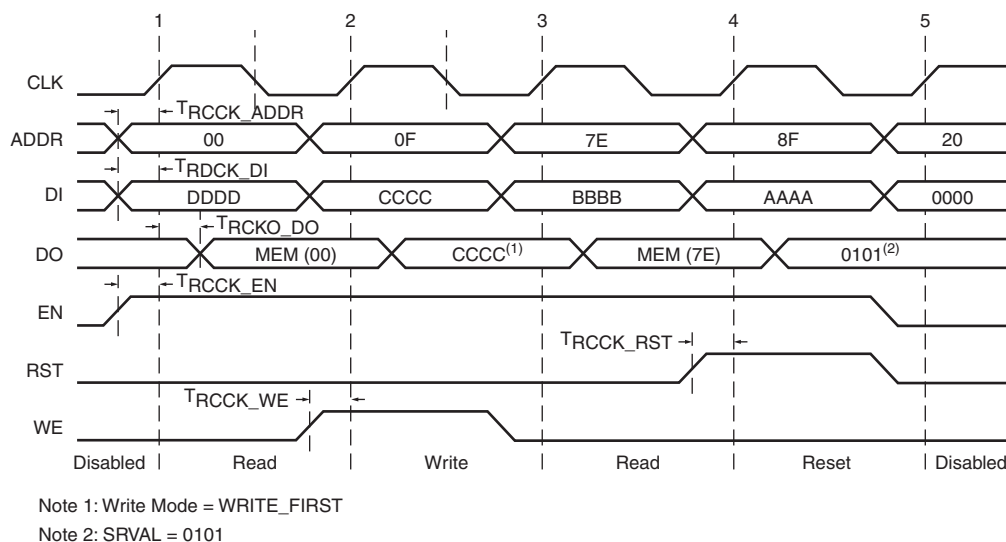 1 2 3 4 5
CLK
TRCCK_ADDR
ADDR 00 0F 7E 8F 20
TRDCK_DI
DI DDDD CCCC BBBB AAAA 0000
TRCKO_DO
DO MEM (00) CCCC(1) MEM (7E) 0101(2)
TRCCK_EN
EN
TRCCK_RST
RST
TRCCK_WE
WE
Disabled Read Write Read Reset Disabled
Note 1: Write Mode = WRITE_FIRST
Note 2: SRVAL = 0101